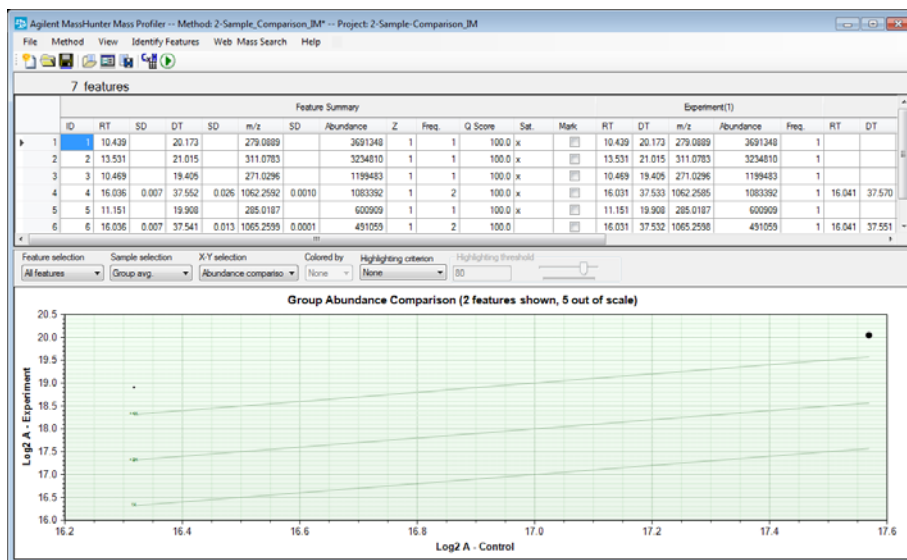 Agilent MassHunter Mass Profiler -- Method: 2-Sample_Comparison_IM* -- Project: 2-Sample-Comparison_IM
File Method View Identify Features Web Mass Search Help
7 features
Feature Summary Experiment(1)
ID RT SD DT SD m/z SD Abundance Z Freq. Q Score Sat. Mark RT DT m/z Abundance Freq. RT DT
1 1 10.439 20.173 279.0889 3691348 1 1 100.0 x 10.439 20.173 279.0889 3691348 1
2 2 13.531 21.015 311.0783 3234810 1 1 100.0 x 13.531 21.015 311.0783 3234810 1
3 3 10.469 19.405 271.0296 1199483 1 1 100.0 x 10.469 19.405 271.0296 1199483 1
4 4 16.036 0.007 37.552 0.026 1062.2592 0.0010 1083392 1 2 100.0 x 16.031 37.533 1062.2585 1083392 1 16.041 37.570
5 5 11.151 19.908 285.0187 600909 1 1 100.0 x 11.151 19.908 285.0187 600909 1
6 6 16.036 0.007 37.541 0.013 1065.2599 0.0001 491059 1 2 100.0 16.031 37.532 1065.2598 491059 1 16.041 37.551
Feature selection Sample selection X-Y selection Colored by Highlighting criterion Highlighting threshold
All features Group avg. Abundance compariso None None 80
Group Abundance Comparison (2 features shown, 5 out of scale)
20.5
20.0
19.5
19.0
18.5
18.0
17.5
17.0
16.5
16.0
Log2 A - Experiment
16.2 16.4 16.6 16.8 17.0 17.2 17.4 17.6
Log2 A - Control